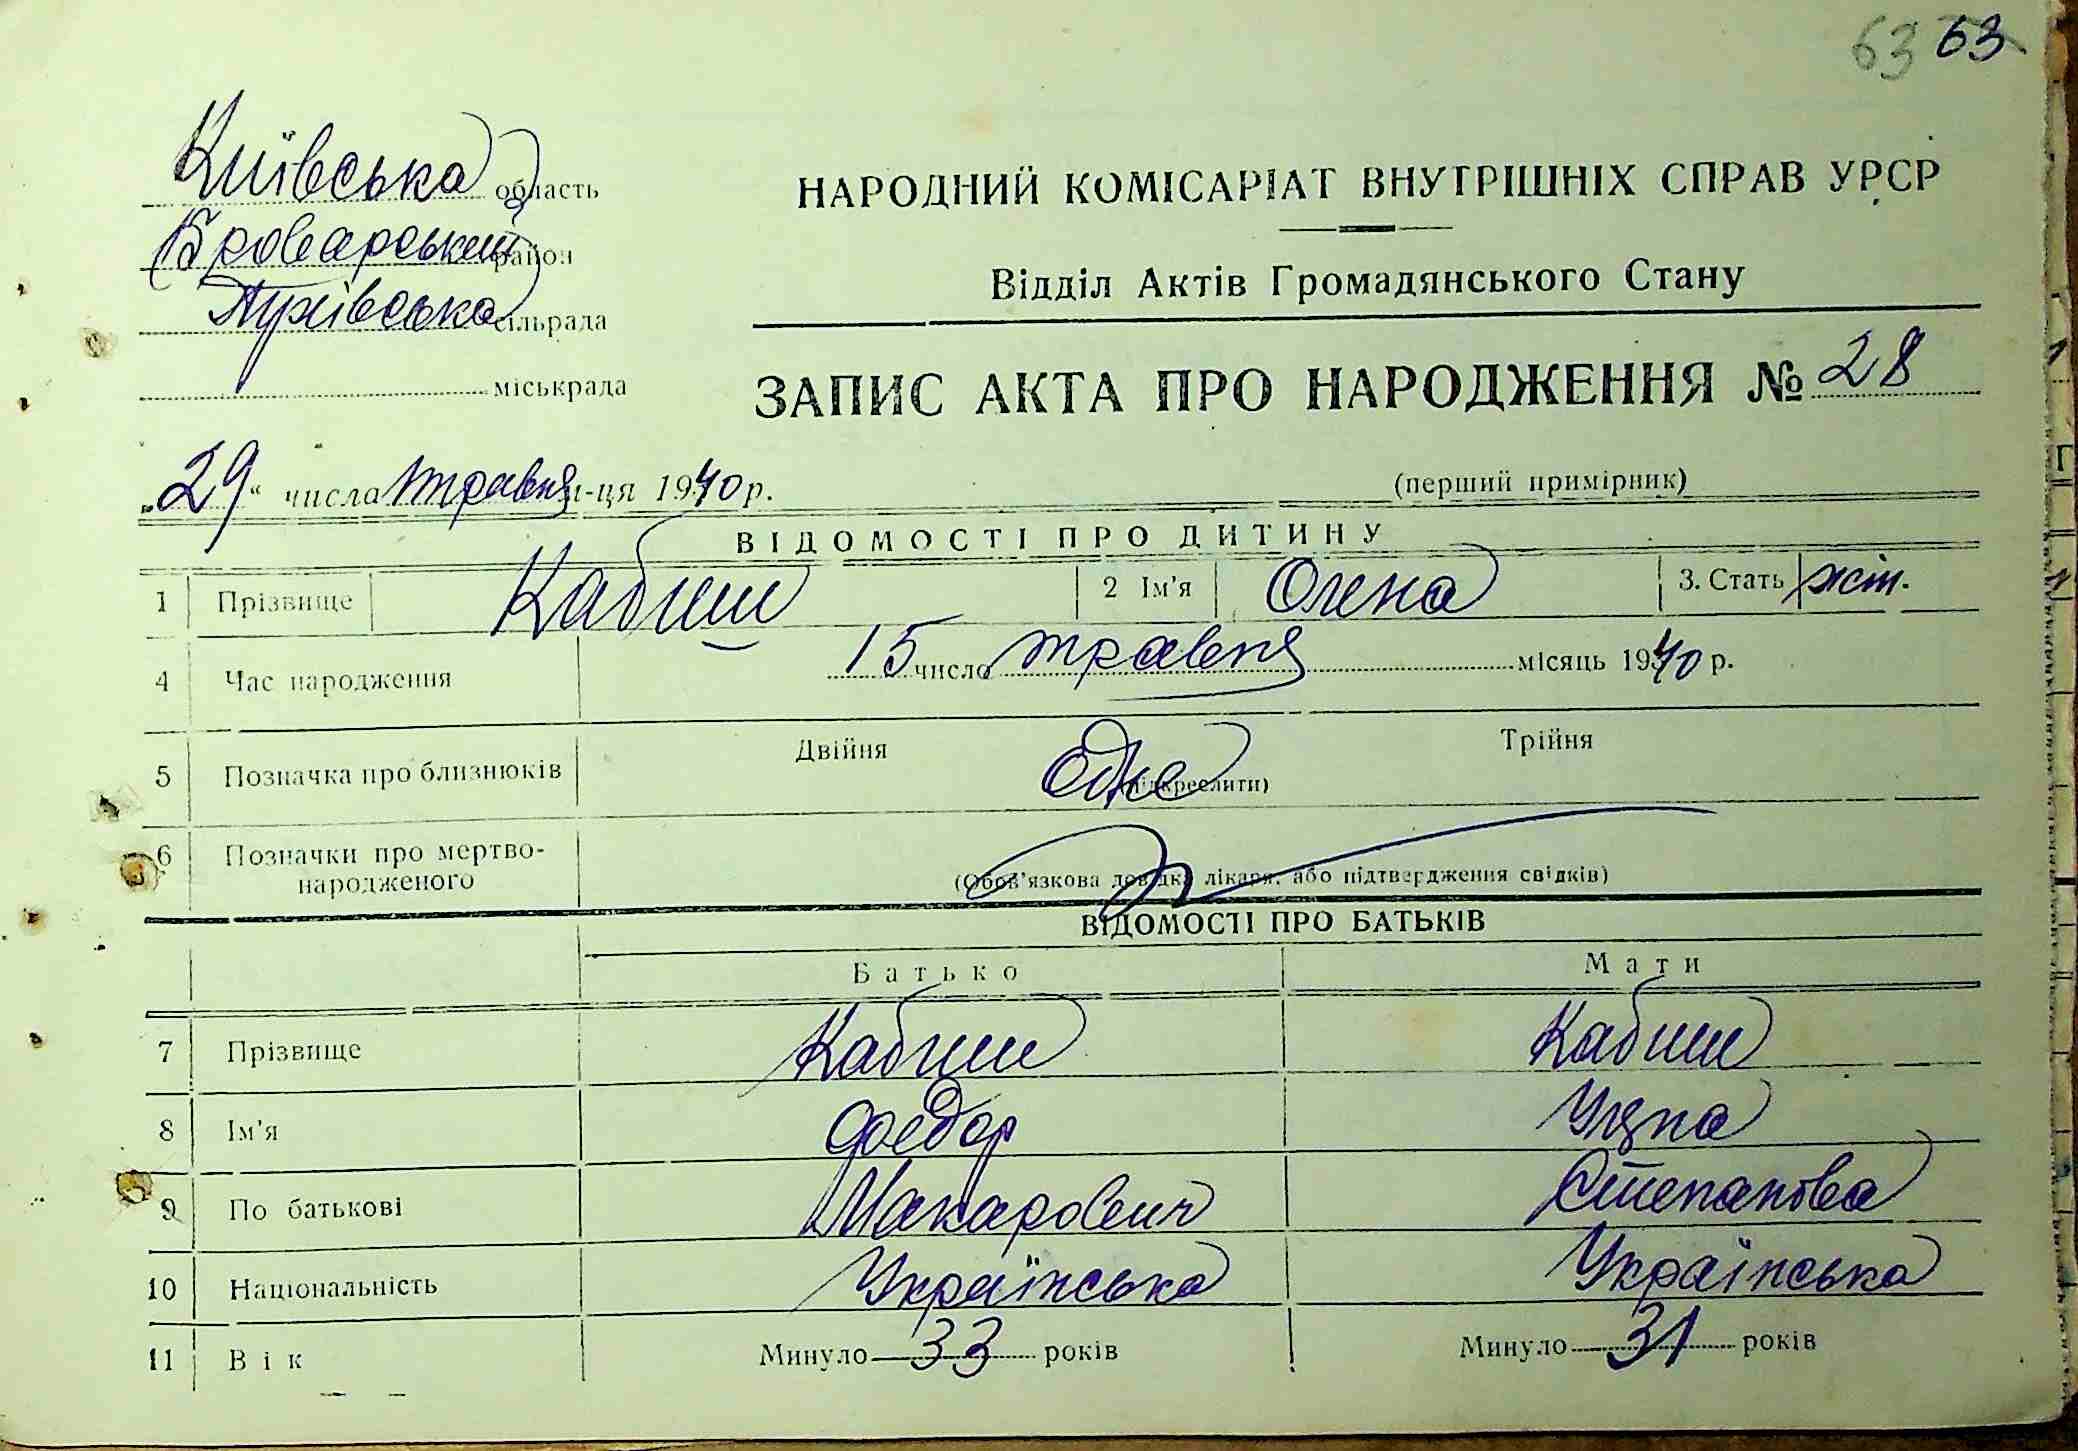 63 63
Київська область
Броварський район
Пухівська сільрада
міськрада
НАРОДНИЙ КОМІСАРІАТ ВНУТРІШНІХ СПРАВ УРСР
Відділ Актів Громадянського Стану
ЗАПИС АКТА ПРО НАРОДЖЕННЯ № 28
„29“ числа травня м-ця 1940 р.
(перший примірник)
ВІДОМОСТІ ПРО ДИТИНУ
1 Прізвище Кабиш 2 Ім'я Олена 3. Стать жін.
4 Час народження 15 число травня місяць 1940 р.
5 Позначка про близнюків Двійня Одне Трійня
(підкреслити)
6 Позначки про мертво-
народженого (Обов'язкова довідка лікаря, або підтвердження свідків)
ВІДОМОСТІ ПРО БАТЬКІВ
Батько Мати
7 Прізвище Кабиш Кабиш
8 Ім'я Федор
9 По батькові Макарович Степанова
10 Національність Українська Українська
11 Вік Минуло 33 років Минуло 31 років